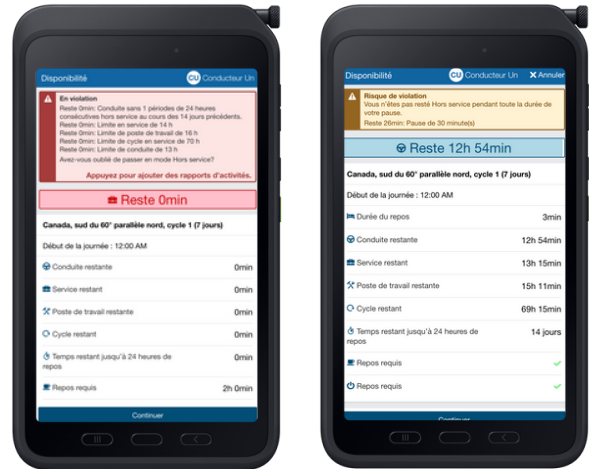 Disponibilité
CU Conducteur Un
En violation
Reste 0min: Conduite sans 1 périodes de 24 heures
consécutives hors service au cours des 14 jours précédents.
Reste 0min: Limite en service de 14 h
Reste 0min: Limite de poste de travail de 16 h
Reste 0min: Limite de cycle en service de 70 h
Reste 0min: Limite de conduite de 13 h
Avez-vous oublié de passer en mode Hors service?
Appuyez pour ajouter des rapports d'activités.
Reste 0min
Canada, sud du 60° parallèle nord, cycle 1 (7 jours)
Début de la journée : 12:00 AM
Conduite restante 0min
Service restant 0min
Poste de travail restante 0min
Cycle restant 0min
Temps restant jusqu'à 24 heures de 0min
repos
Repos requis 2h 0min
Continuer
Disponibilité
CU Conducteur Un
Annuler
Risque de violation
Vous n'êtes pas resté Hors service pendant toute la durée de
votre pause.
Reste 26min: Pause de 30 minute(s)
Reste 12h 54min
Canada, sud du 60° parallèle nord, cycle 1 (7 jours)
Début de la journée : 12:00 AM
Durée du repos 3min
Conduite restante 12h 54min
Service restant 13h 15min
Poste de travail restante 15h 11min
Cycle restant 69h 15min
Temps restant jusqu'à 24 heures de 14 jours
repos
Repos requis
Repos requis
Continuer